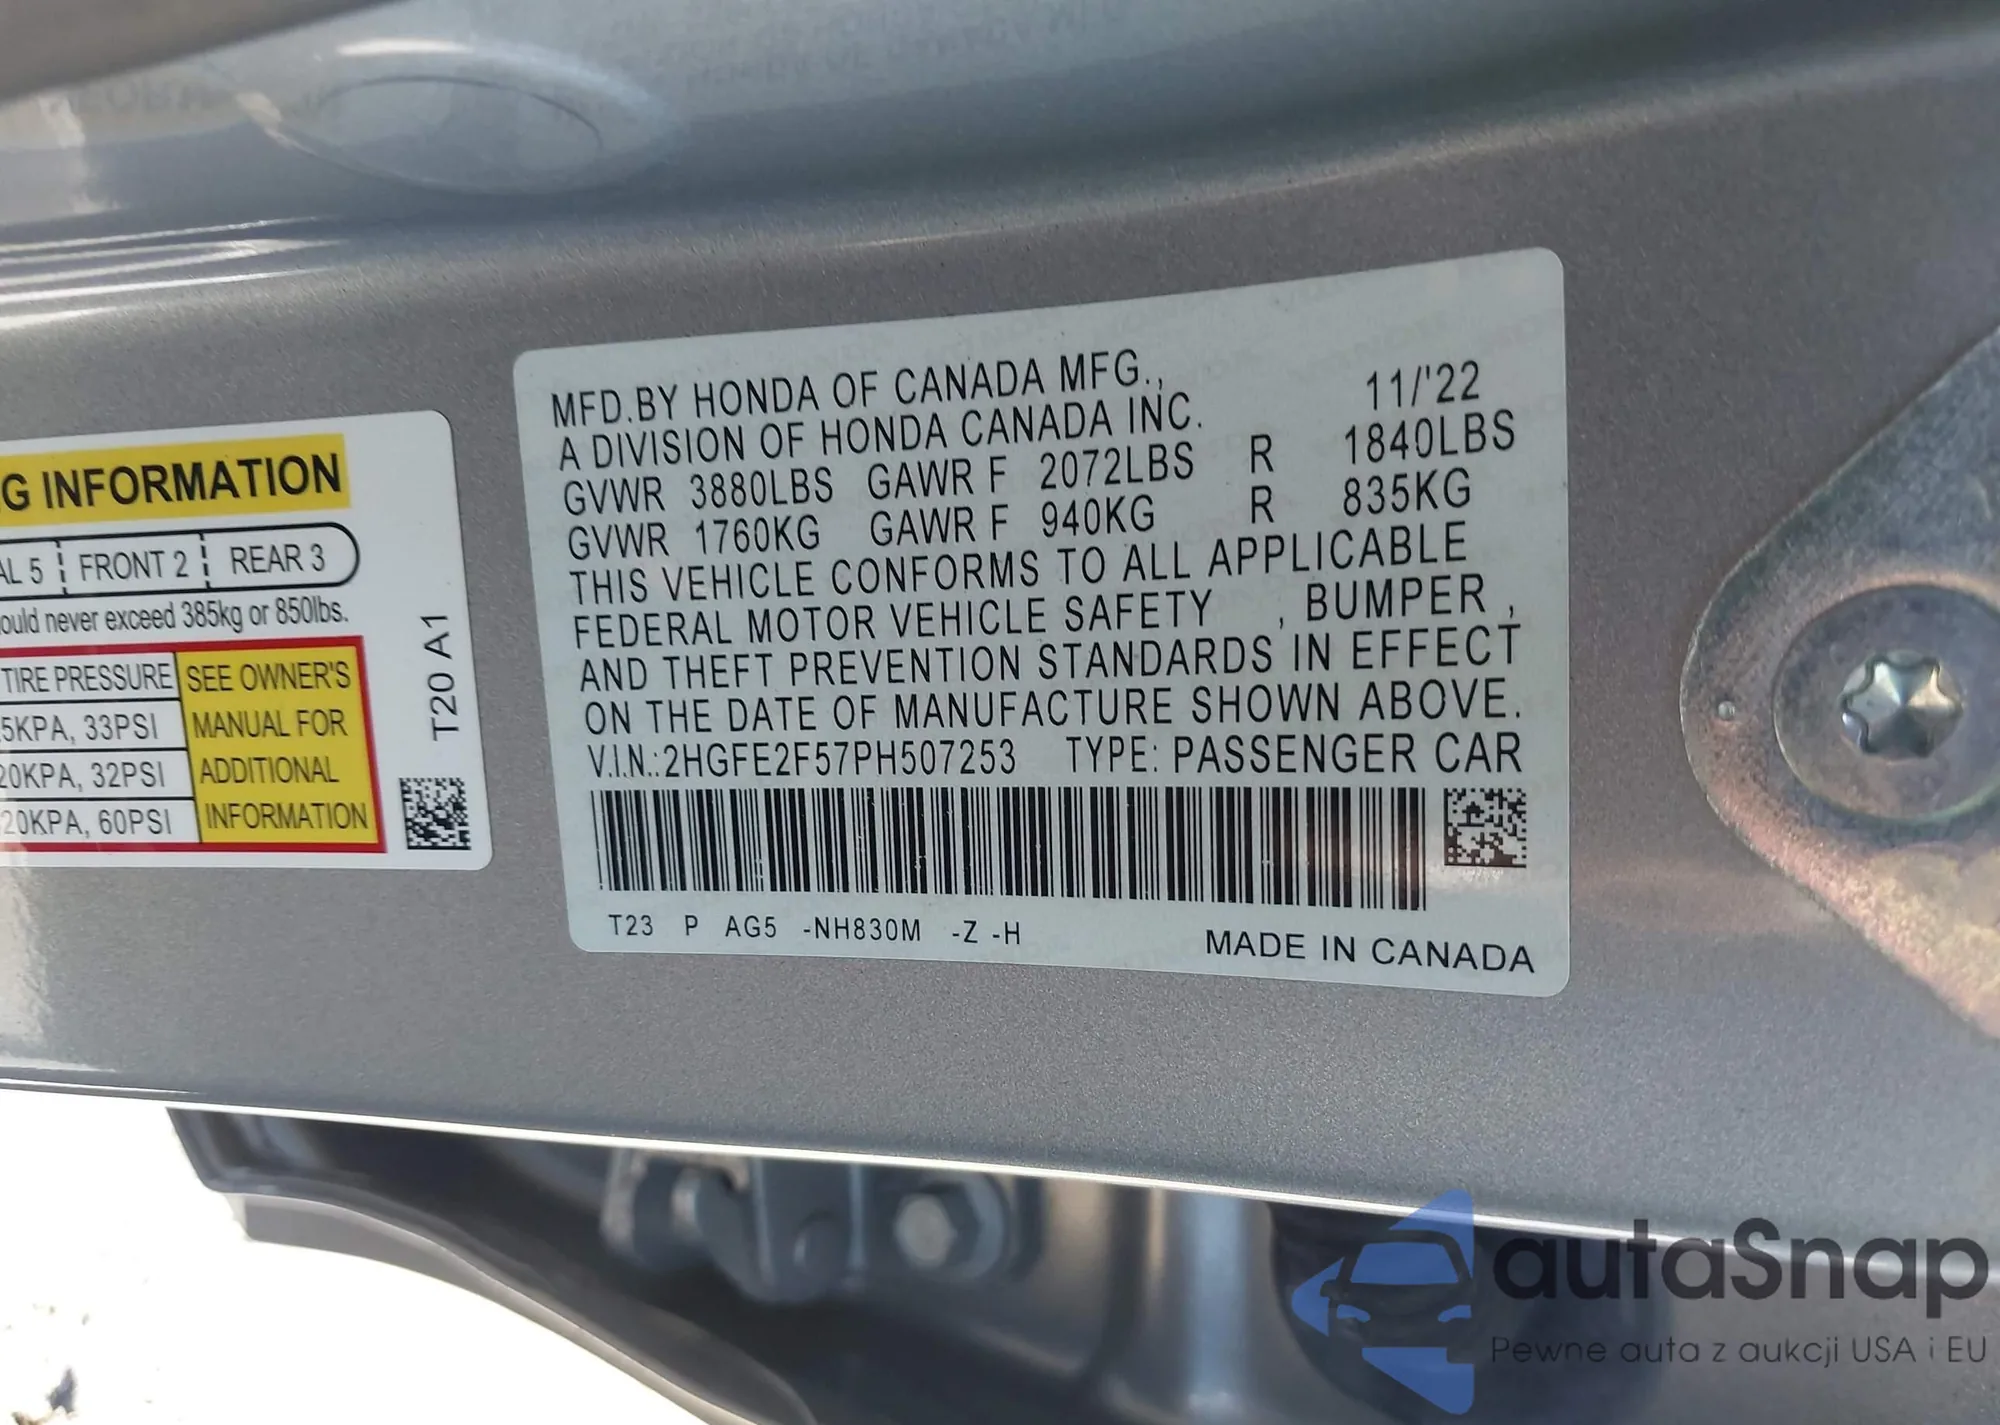 G INFORMATION
AL 5 FRONT 2 REAR 3
ould never exceed 385kg or 850lbs.
TIRE PRESSURE SEE OWNER'S
5KPA, 33PSI MANUAL FOR
20KPA, 32PSI ADDITIONAL
20KPA, 60PSI INFORMATION
T20 A1
MFD.BY HONDA OF CANADA MFG., 11/'22
A DIVISION OF HONDA CANADA INC.
GVWR 3880LBS GAWR F 2072LBS R 1840LBS
GVWR 1760KG GAWR F 940KG R 835KG
THIS VEHICLE CONFORMS TO ALL APPLICABLE
FEDERAL MOTOR VEHICLE SAFETY , BUMPER ,
AND THEFT PREVENTION STANDARDS IN EFFECT
ON THE DATE OF MANUFACTURE SHOWN ABOVE.
V.I.N.:2HGFE2F57PH507253 TYPE: PASSENGER CAR
T23 P AG5 -NH830M -Z -H
MADE IN CANADA
autaSnap
Pewne auta z aukcji USA i EU